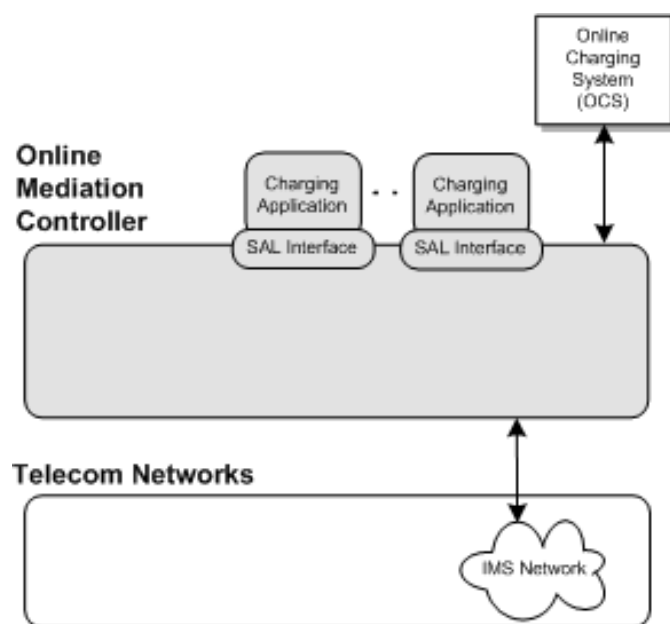 Online
Charging
System
(OCS)
Online
Mediation
Controller
Charging
Application
. .
Charging
Application
SAL Interface
SAL Interface
Telecom Networks
IMS Network